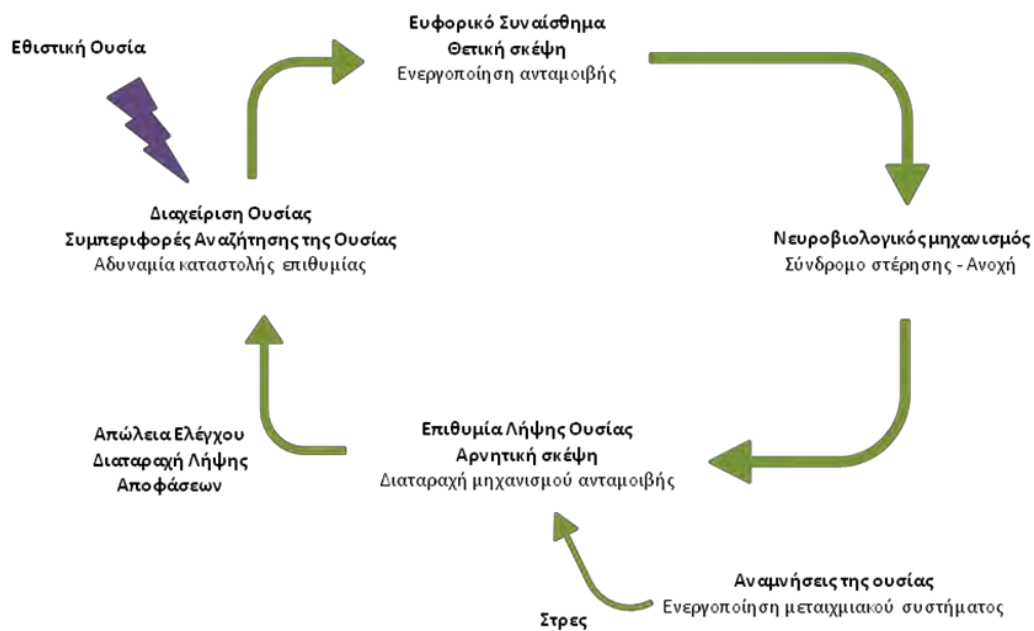 Εθιστική Ουσία
Ευφορικό Συναίσθημα
Θετική σκέψη
Ενεργοποίηση ανταμοιβής
Διαχείριση Ουσίας
Συμπεριφορές Αναζήτησης της Ουσίας
Αδυναμία καταστολής επιθυμίας
Νευροβιολογικός μηχανισμός
Σύνδρομο στέρησης - Ανοχή
Απώλεια Ελέγχου
Διαταραχή Λήψης
Αποφάσεων
Επιθυμία Λήψης Ουσίας
Αρνητική σκέψη
Διαταραχή μηχανισμού ανταμοιβής
Αναμνήσεις της ουσίας
Ενεργοποίηση μεταιχμιακού συστήματος
Στρες